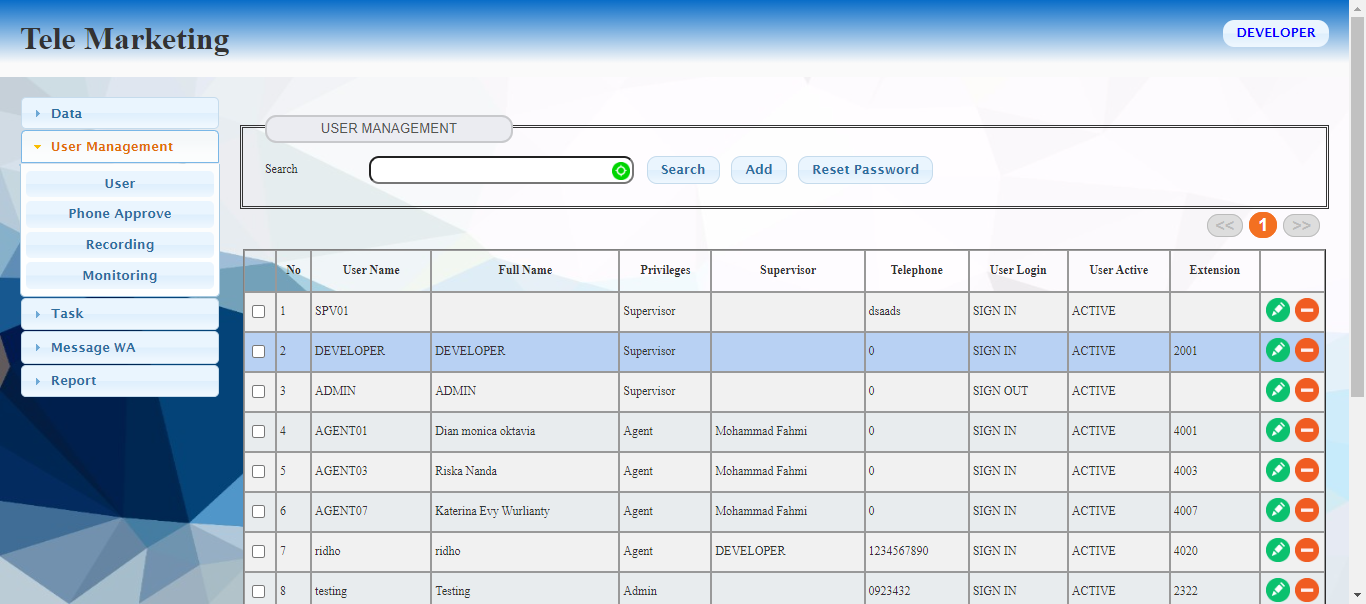 Tele Marketing
DEVELOPER
Data
User Management
User
Phone Approve
Recording
Monitoring
Task
Message WA
Report
USER MANAGEMENT
Search Search Add Reset Password
<< 1 >>
No User Name Full Name Privileges Supervisor Telephone User Login User Active Extension
1 SPV01 Supervisor dsaads SIGN IN ACTIVE
2 DEVELOPER DEVELOPER Supervisor 0 SIGN IN ACTIVE 2001
3 ADMIN ADMIN Supervisor 0 SIGN OUT ACTIVE
4 AGENT01 Dian monica oktavia Agent Mohammad Fahmi 0 SIGN IN ACTIVE 4001
5 AGENT03 Riska Nanda Agent Mohammad Fahmi 0 SIGN IN ACTIVE 4003
6 AGENT07 Katerina Evy Wurlianty Agent Mohammad Fahmi 0 SIGN IN ACTIVE 4007
7 ridho ridho Agent DEVELOPER 1234567890 SIGN IN ACTIVE 4020
8 testing Testing Admin 0923432 SIGN IN ACTIVE 2322